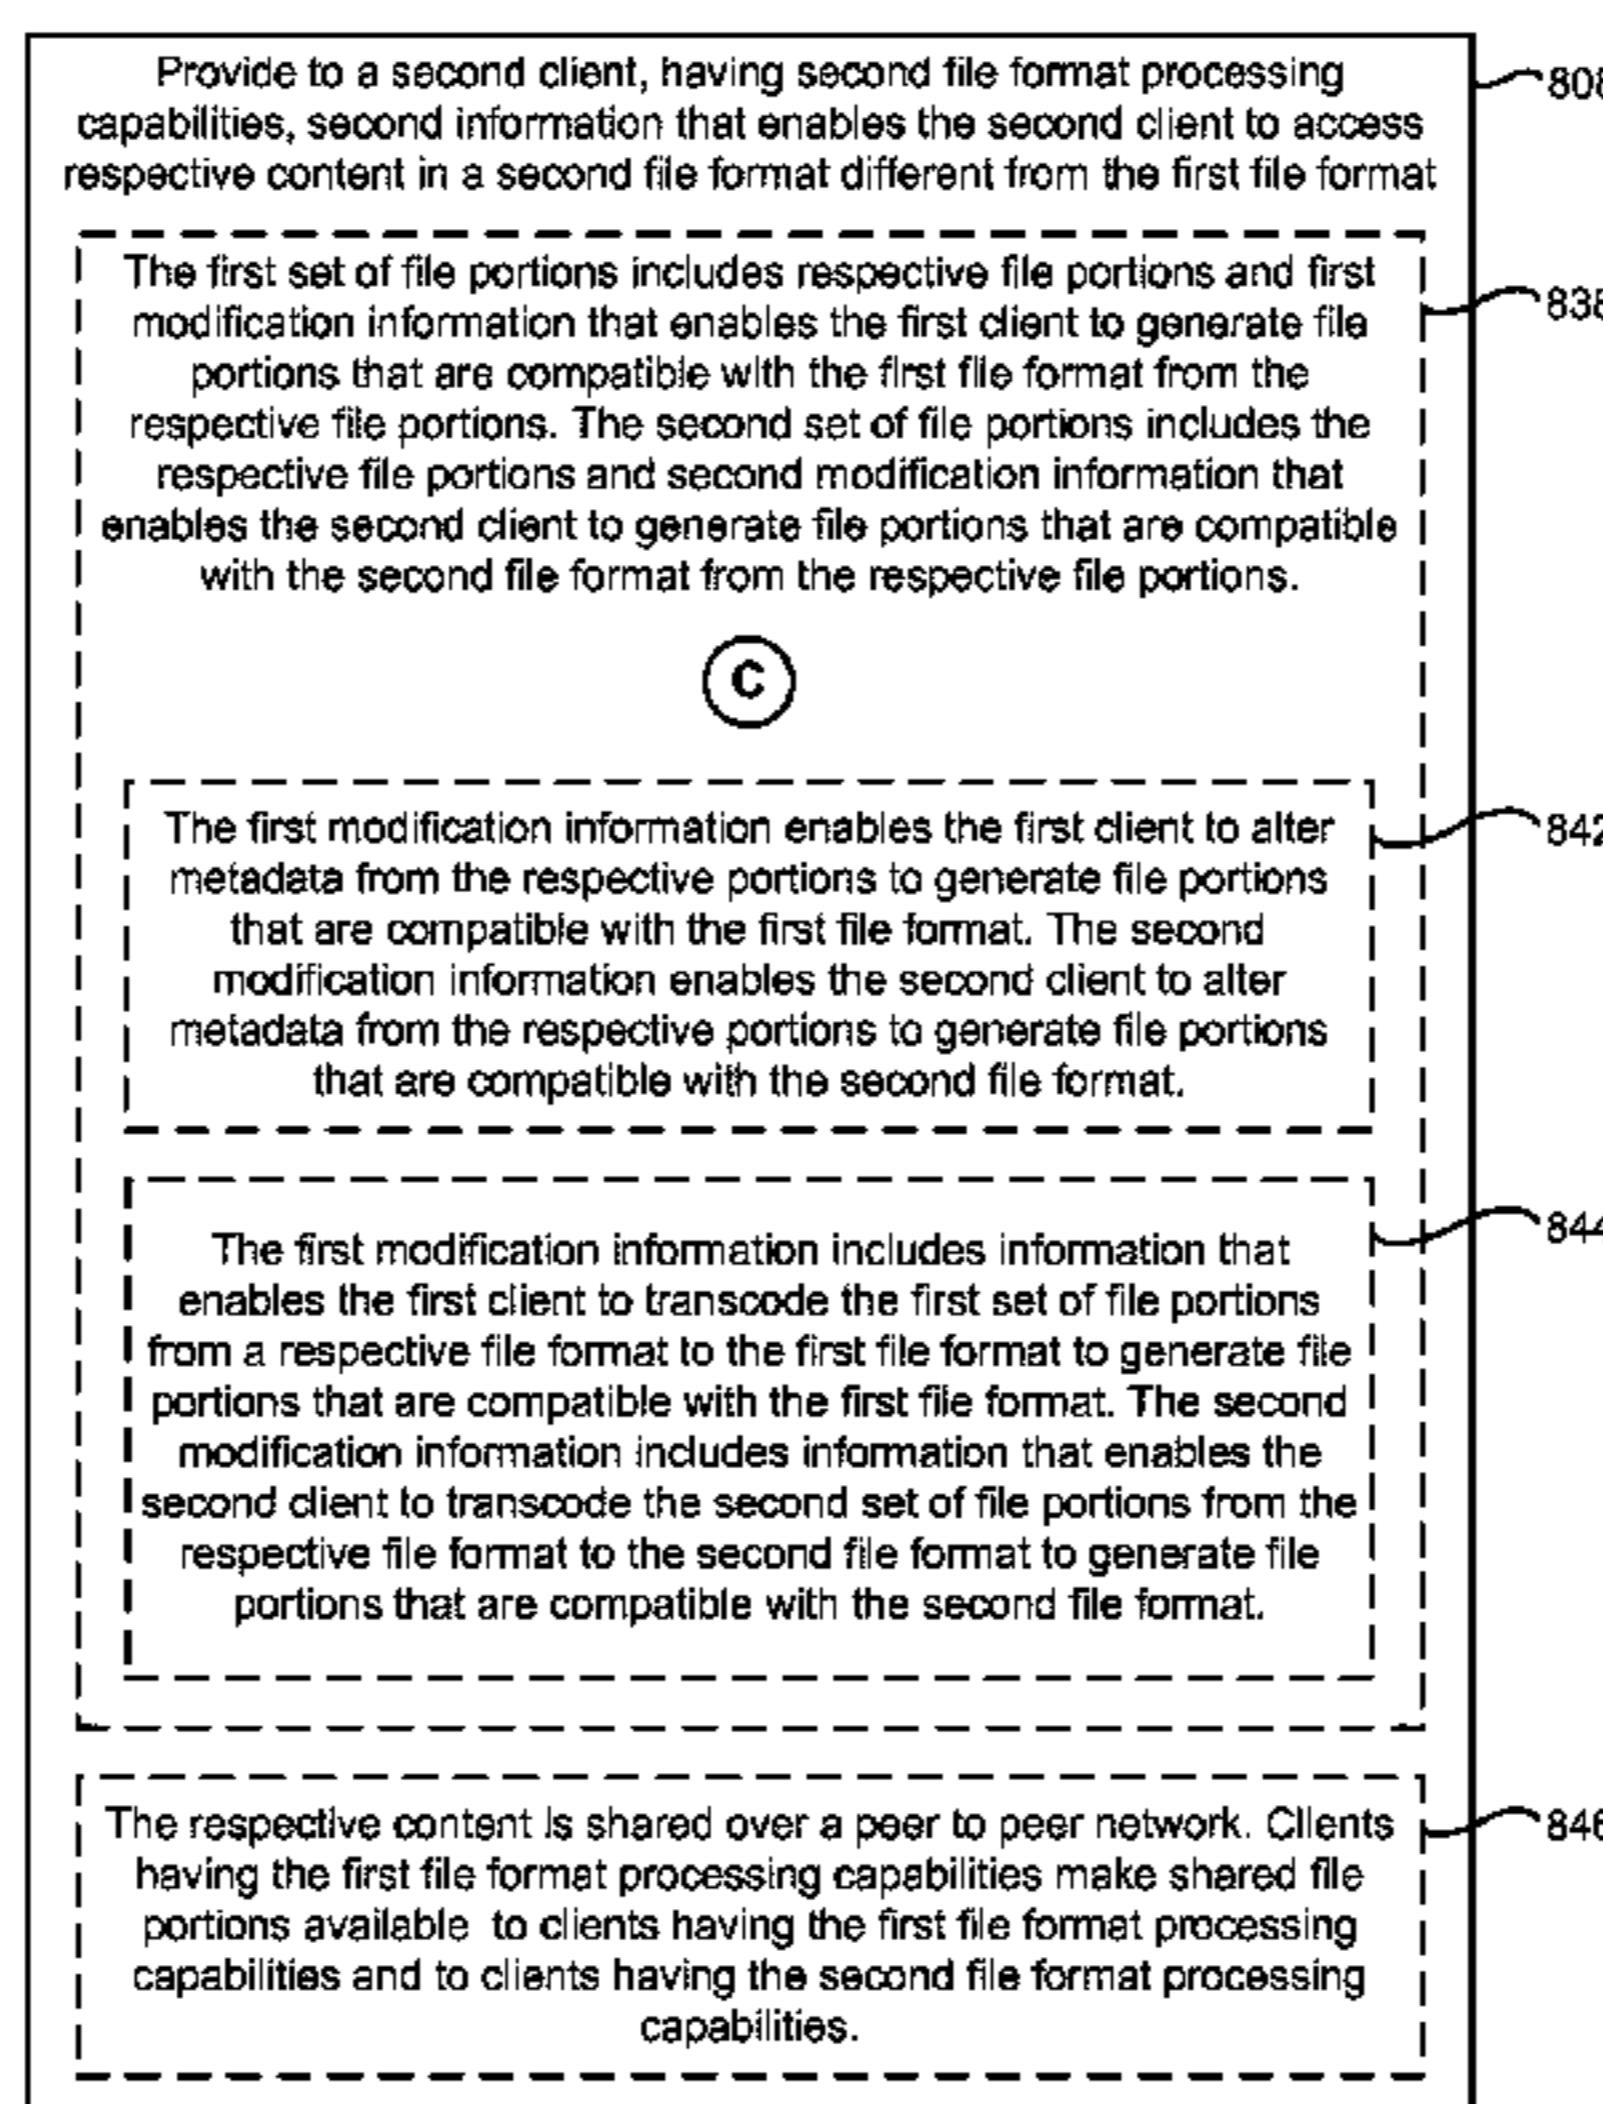 Provide to a second client, having second file format processing
capabilities, second information that enables the second client to access
respective content in a second file format different from the first file format
808
The first set of file portions includes respective file portions and first
modification information that enables the first client to generate file
portions that are compatible with the first file format from the
respective file portions. The second set of file portions includes the
respective file portions and second modification information that
enables the second client to generate file portions that are compatible
with the second file format from the respective file portions.
838
C
The first modification information enables the first client to alter
metadata from the respective portions to generate file portions
that are compatible with the first file format. The second
modification information enables the second client to alter
metadata from the respective portions to generate file portions
that are compatible with the second file format.
842
The first modification information includes information that
enables the first client to transcode the first set of file portions
from a respective file format to the first file format to generate file
portions that are compatible with the first file format. The second
modification information includes information that enables the
second client to transcode the second set of file portions from the
respective file format to the second file format to generate file
portions that are compatible with the second file format.
844
The respective content is shared over a peer to peer network. Clients
having the first file format processing capabilities make shared file
portions available to clients having the first file format processing
capabilities and to clients having the second file format processing
capabilities.
846